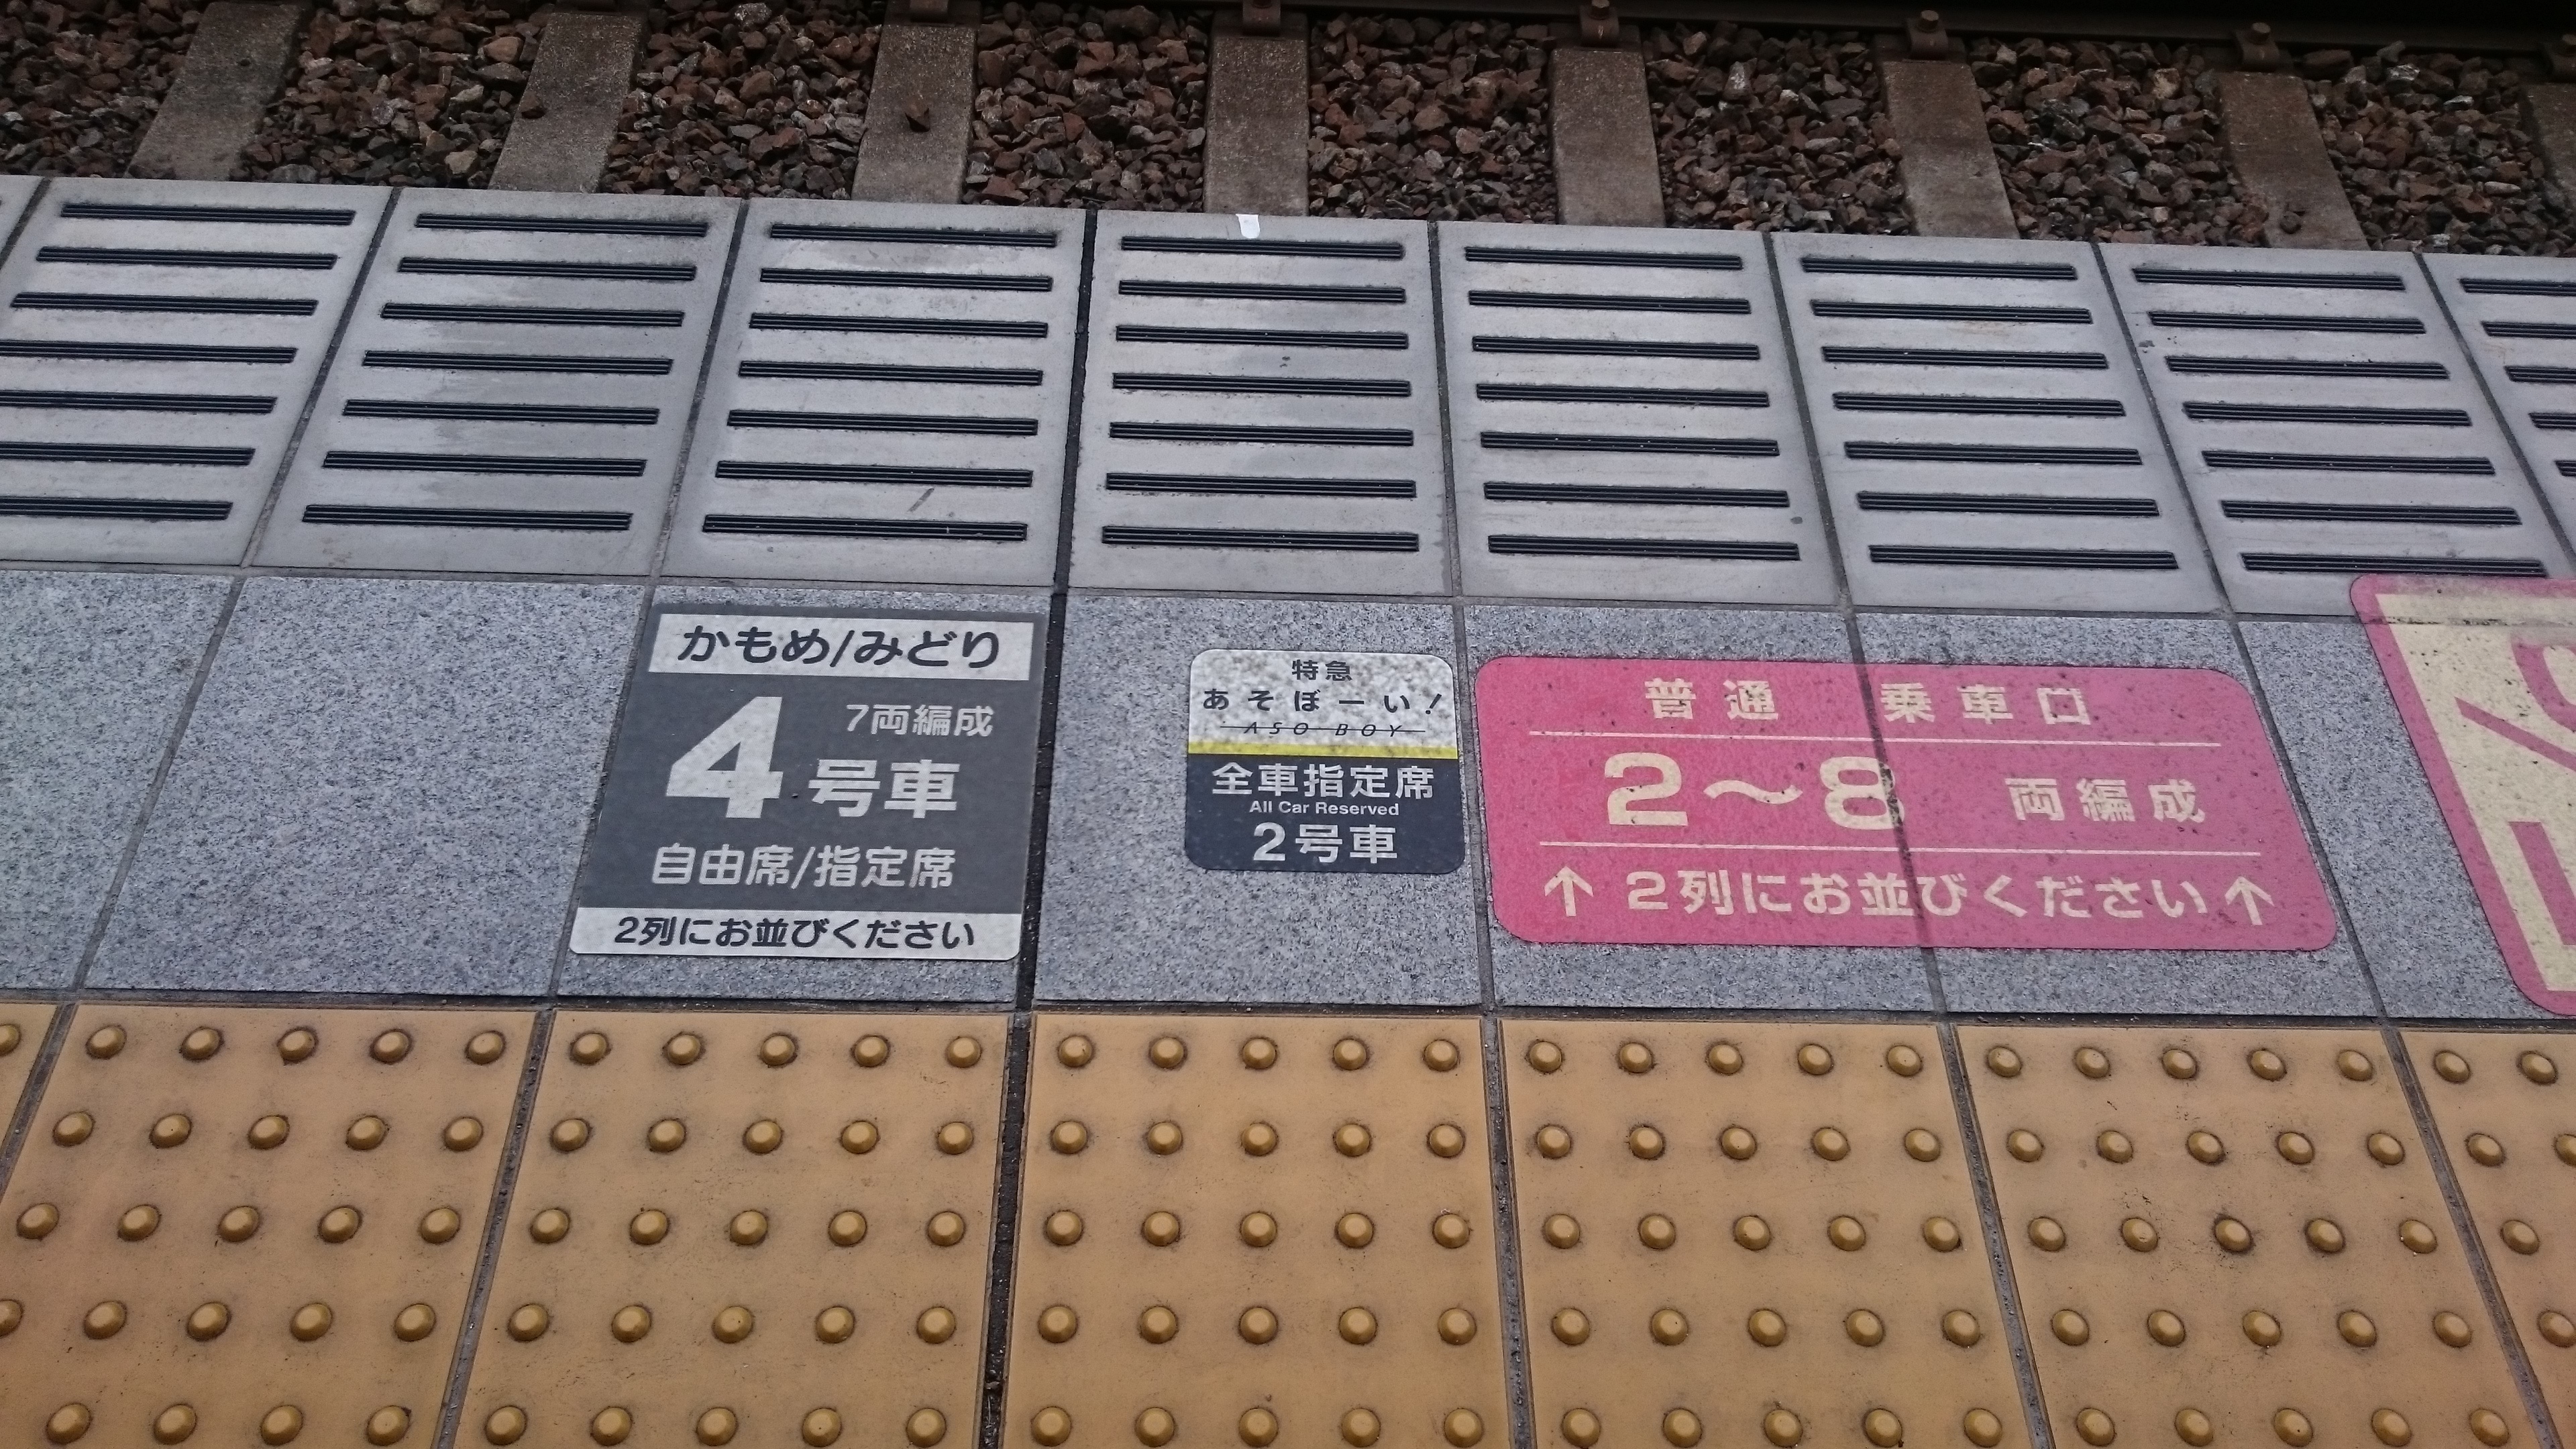 かもめ/みどり
4号車 7両編成
自由席/指定席
2列にお並びください
特急
あそぼーい!
ASO BOY
全車指定席
All Car Reserved
2号車
普通 乗車口
2〜8 両編成
↑2列にお並びください↑